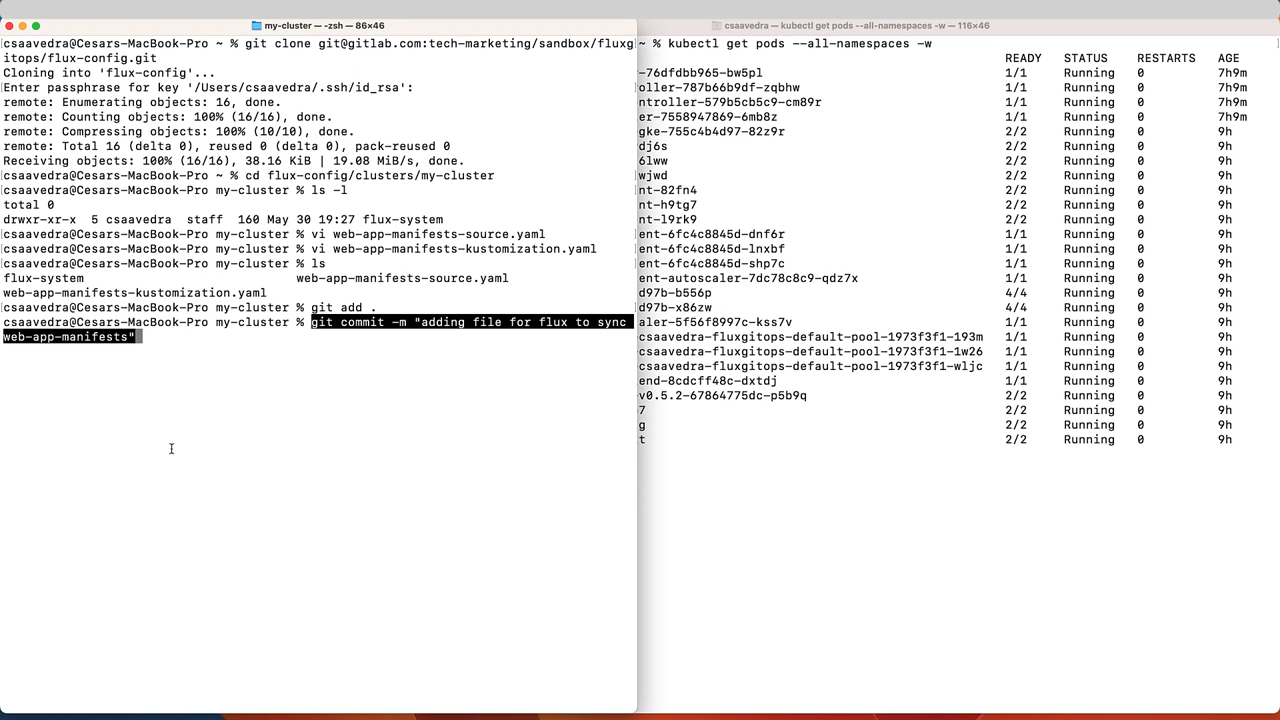 my-cluster — -zsh — 86×46
csaavedra@Cesars-MacBook-Pro ~ % git clone git@gitlab.com:tech-marketing/sandbox/fluxg
itops/flux-config.git
Cloning into 'flux-config'...
Enter passphrase for key '/Users/csaavedra/.ssh/id_rsa':
remote: Enumerating objects: 16, done.
remote: Counting objects: 100% (16/16), done.
remote: Compressing objects: 100% (10/10), done.
remote: Total 16 (delta 0), reused 0 (delta 0), pack-reused 0
Receiving objects: 100% (16/16), 38.16 KiB | 19.08 MiB/s, done.
csaavedra@Cesars-MacBook-Pro ~ % cd flux-config/clusters/my-cluster
csaavedra@Cesars-MacBook-Pro my-cluster % ls -l
total 0
drwxr-xr-x  5 csaavedra  staff  160 May 30 19:27 flux-system
csaavedra@Cesars-MacBook-Pro my-cluster % vi web-app-manifests-source.yaml
csaavedra@Cesars-MacBook-Pro my-cluster % vi web-app-manifests-kustomization.yaml
csaavedra@Cesars-MacBook-Pro my-cluster % ls
flux-system web-app-manifests-source.yaml
web-app-manifests-kustomization.yaml
csaavedra@Cesars-MacBook-Pro my-cluster % git add .
csaavedra@Cesars-MacBook-Pro my-cluster % git commit -m "adding file for flux to sync
web-app-manifests"
csaavedra — kubectl get pods --all-namespaces -w — 116×46
~ % kubectl get pods --all-namespaces -w
READY STATUS RESTARTS AGE
-76dfdbb965-bw5pl 1/1 Running 0 7h9m
oller-787b66b9df-zqbhw 1/1 Running 0 7h9m
ntroller-579b5cb5c9-cm89r 1/1 Running 0 7h9m
er-7558947869-6mb8z 1/1 Running 0 7h9m
gke-755c4b4d97-82z9r 2/2 Running 0 9h
dj6s 2/2 Running 0 9h
6lww 2/2 Running 0 9h
wjwd 2/2 Running 0 9h
nt-82fn4 2/2 Running 0 9h
nt-h9tg7 2/2 Running 0 9h
nt-l9rk9 2/2 Running 0 9h
ent-6fc4c8845d-dnf6r 1/1 Running 0 9h
ent-6fc4c8845d-lnxbf 1/1 Running 0 9h
ent-6fc4c8845d-shp7c 1/1 Running 0 9h
ent-autoscaler-7dc78c8c9-qdz7x 1/1 Running 0 9h
d97b-b556p 4/4 Running 0 9h
d97b-x86zw 4/4 Running 0 9h
aler-5f56f8997c-kss7v 1/1 Running 0 9h
csaavedra-fluxgitops-default-pool-1973f3f1-193m 1/1 Running 0 9h
csaavedra-fluxgitops-default-pool-1973f3f1-1w26 1/1 Running 0 9h
csaavedra-fluxgitops-default-pool-1973f3f1-wljc 1/1 Running 0 9h
end-8cdcff48c-dxtdj 1/1 Running 0 9h
v0.5.2-67864775dc-p5b9q 2/2 Running 0 9h
7 2/2 Running 0 9h
g 2/2 Running 0 9h
t 2/2 Running 0 9h